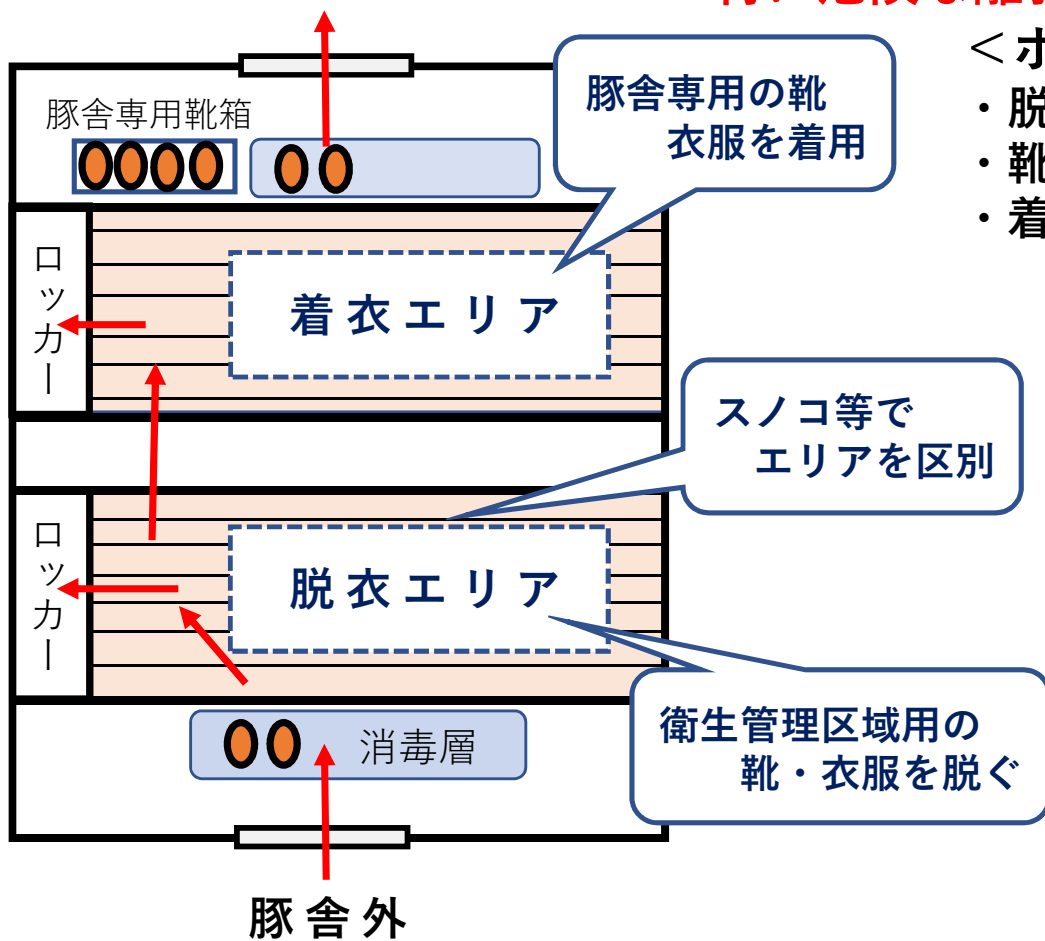 <ポ
・脱
・靴
・着
豚舎専用の靴
衣服を着用
豚舎専用靴箱
ロッカー
着衣エリア
スノコ等で
エリアを区別
ロッカー
脱衣エリア
衛生管理区域用の
靴・衣服を脱ぐ
消毒層
豚舎外